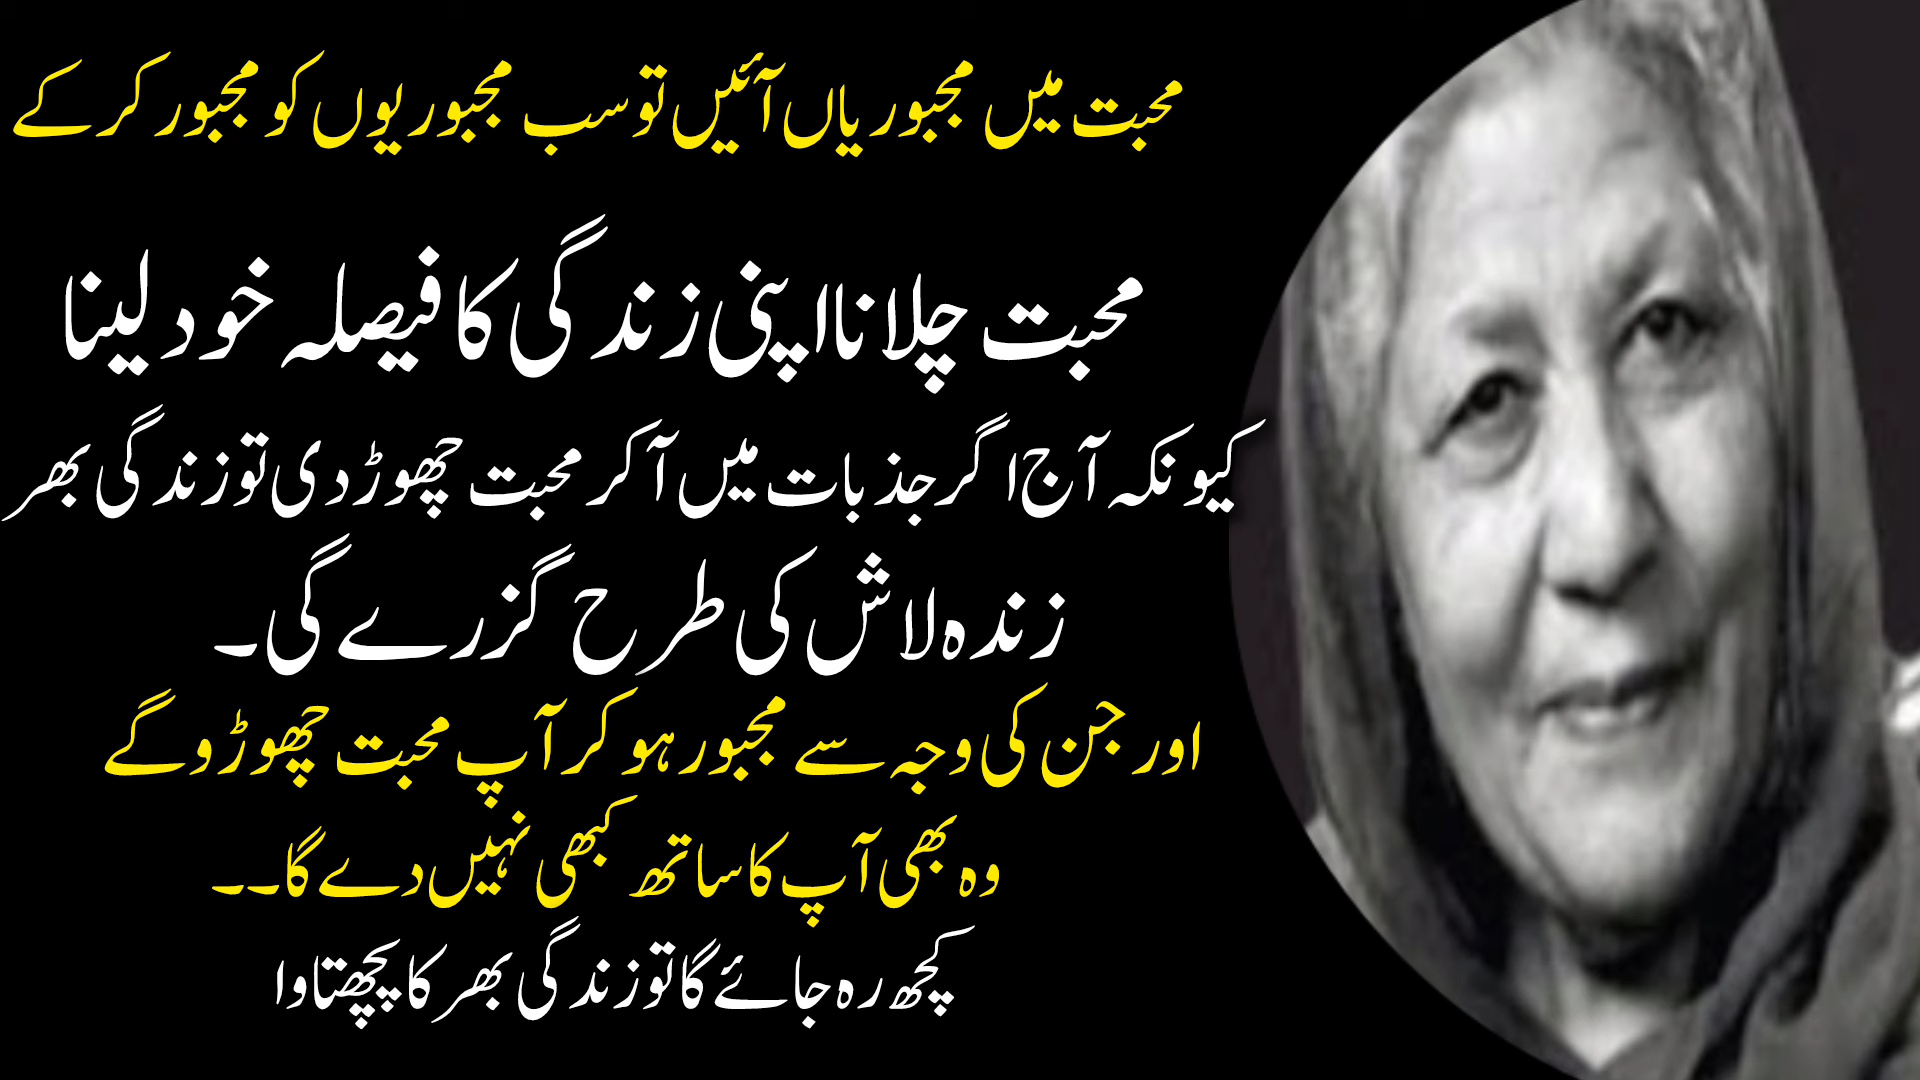 محبت میں مجبوریاں آئیں تو سب مجبوریوں کو مجبور کر کے
محبت چلانا اپنی زندگی کا فیصلہ خود لینا
کیونکہ آج اگر جذبات میں آکر محبت چھوڑ دی تو زندگی بھر
زندہ لاش کی طرح گزرے گی۔
اور جن کی وجہ سے مجبور ہو کر آپ محبت چھوڑو گے
وہ بھی آپ کا ساتھ کبھی نہیں دے گا۔۔
کچھ رہ جائے گا تو زندگی بھر کا پچھتاوا